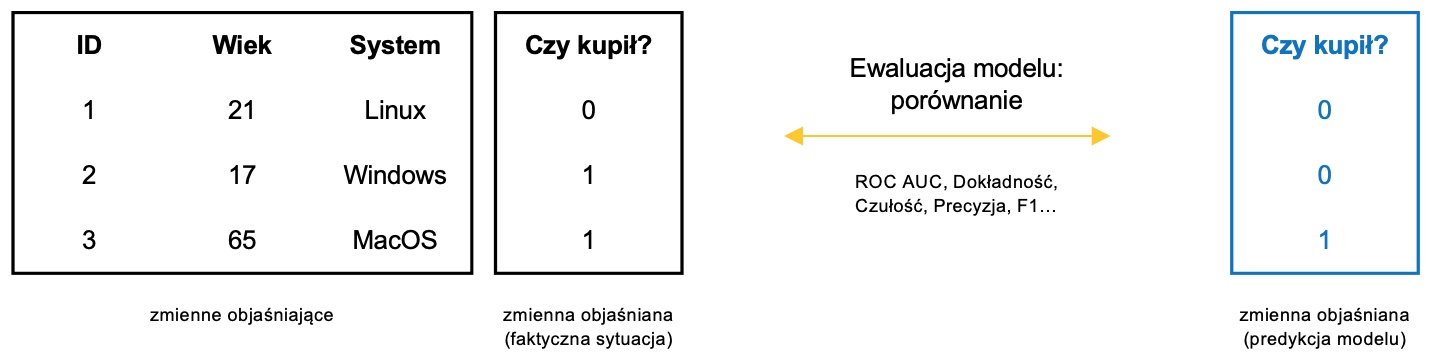 ID Wiek System Czy kupił?
1 21 Linux 0
2 17 Windows 1
3 65 MacOS 1
zmienne objaśniające
zmienna objaśniana
(faktyczna sytuacja)
Ewaluacja modelu:
porównanie
ROC AUC, Dokładność,
Czułość, Precyzja, F1...
Czy kupił?
0
0
1
zmienna objaśniana
(predykcja modelu)